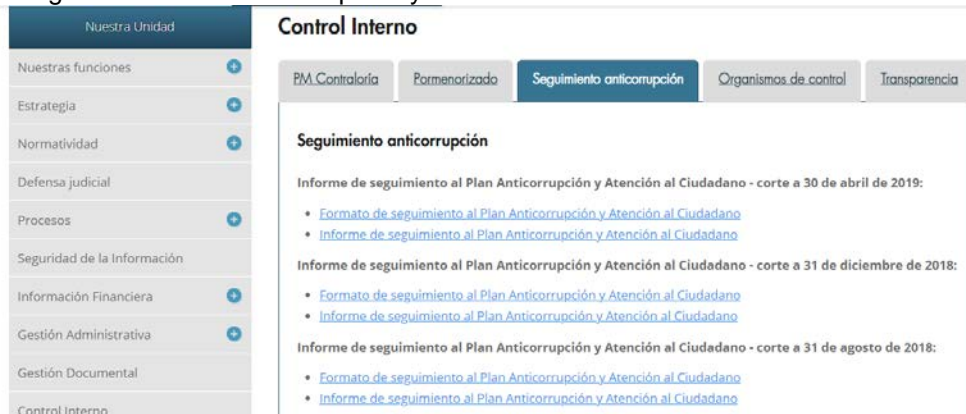 Nuestra Unidad
Nuestras funciones
Estrategia
Normatividad
Defensa judicial
Procesos
Seguridad de la Información
Información Financiera
Gestión Administrativa
Gestión Documental
Control Interno
Control Interno
PM Contraloría
Pormenorizado
Seguimiento anticorrupción
Organismos de control
Transparencia
Seguimiento anticorrupción
Informe de seguimiento al Plan Anticorrupción y Atención al Ciudadano - corte a 30 de abril de 2019:
Formato de seguimiento al Plan Anticorrupción y Atención al Ciudadano
Informe de seguimiento al Plan Anticorrupción y Atención al Ciudadano
Informe de seguimiento al Plan Anticorrupción y Atención al Ciudadano - corte a 31 de diciembre de 2018:
Formato de seguimiento al Plan Anticorrupción y Atención al Ciudadano
Informe de seguimiento al Plan Anticorrupción y Atención al Ciudadano
Informe de seguimiento al Plan Anticorrupción y Atención al Ciudadano - corte a 31 de agosto de 2018:
Formato de seguimiento al Plan Anticorrupción y Atención al Ciudadano
Informe de seguimiento al Plan Anticorrupción y Atención al Ciudadano